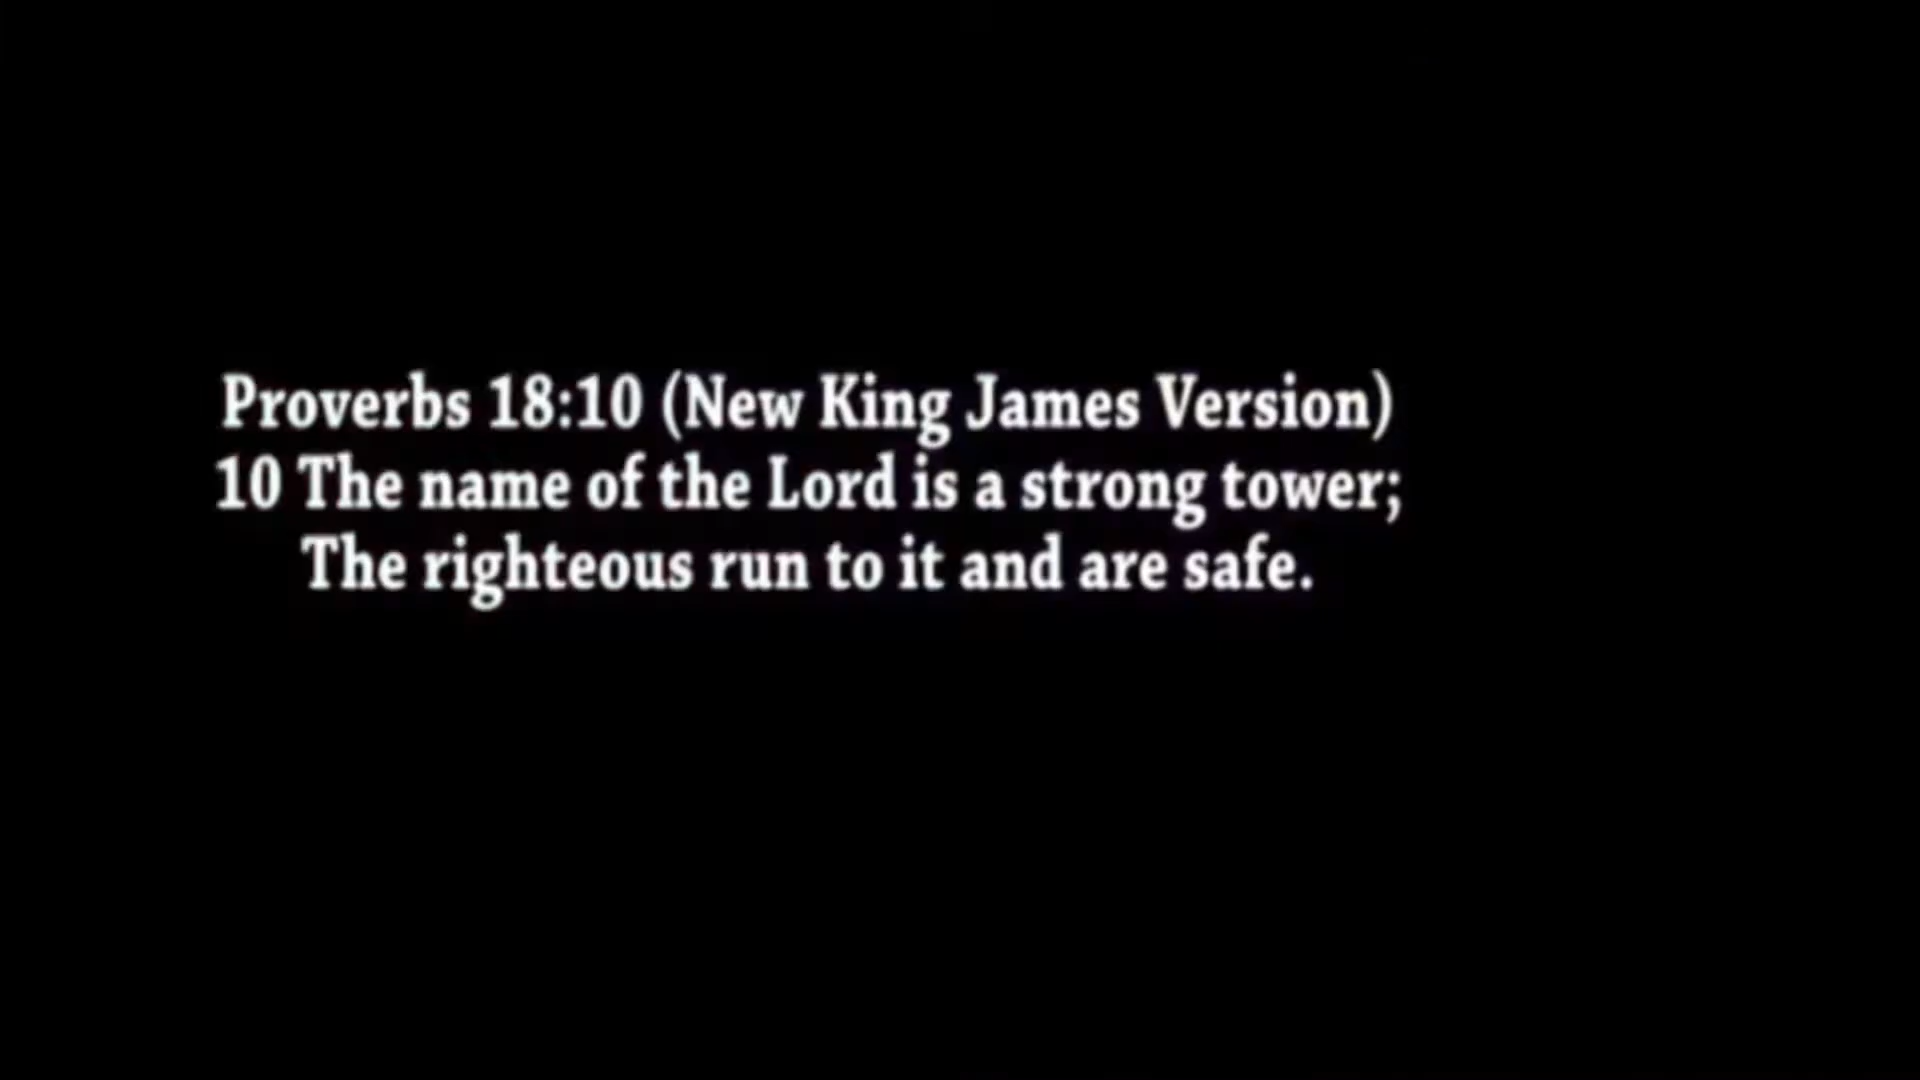 Proverbs 18:10 (New King James Version)
10 The name of the Lord is a strong tower;
The righteous run to it and are safe.